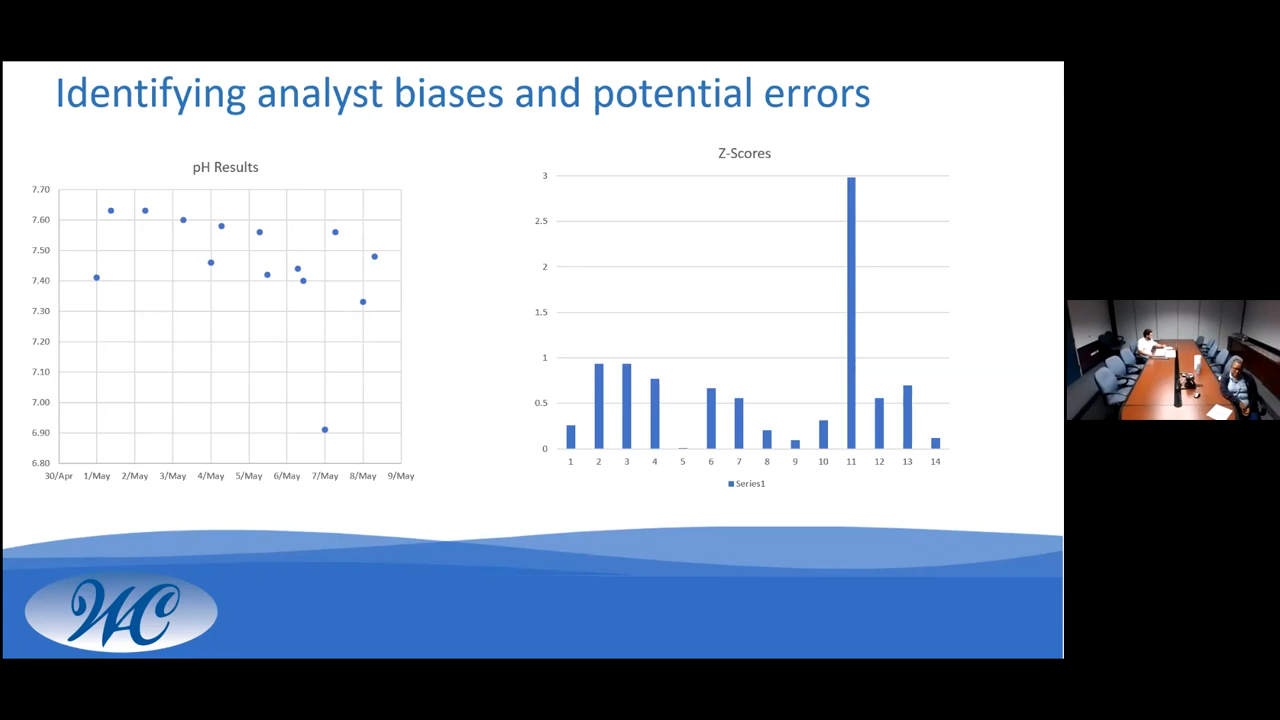 Identifying analyst biases and potential errors
pH Results
7.70
7.60
7.50
7.40
7.30
7.20
7.10
7.00
6.90
6.80
30/Apr 1/May 2/May 3/May 4/May 5/May 6/May 7/May 8/May 9/May
Z-Scores
3
2.5
2
1.5
1
0.5
0
1 2 3 4 5 6 7 8 9 10 11 12 13 14
Series1
WC